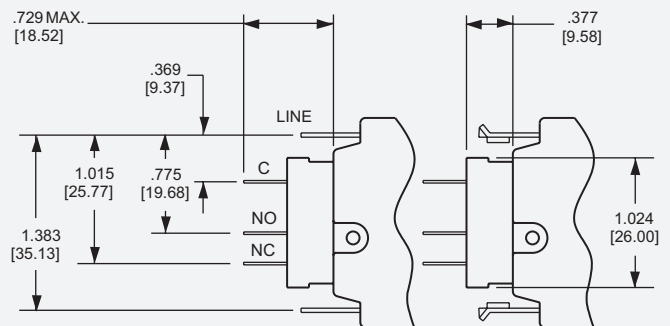 .729 MAX.
[18.52]
.377
[9.58]
.369
[9.37]
LINE
1.015
[25.77]
.775
[19.68]
C
NO
NC
1.383
[35.13]
1.024
[26.00]